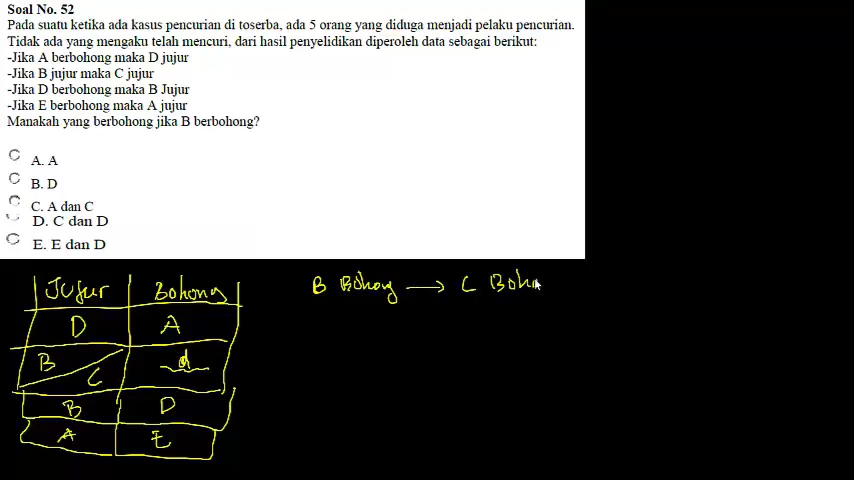 Soal No. 52
Pada suatu ketika ada kasus pencurian di toserba, ada 5 orang yang diduga menjadi pelaku pencurian.
Tidak ada yang mengaku telah mencuri, dari hasil penyelidikan diperoleh data sebagai berikut:
-Jika A berbohong maka D jujur
-Jika B jujur maka C jujur
-Jika D berbohong maka B Jujur
-Jika E berbohong maka A jujur
Manakah yang berbohong jika B berbohong?
A. A
B. D
C. A dan C
D. C dan D
E. E dan D
Jujur Bohong
D A
B C
B D
A E
B Bohong → C Boho